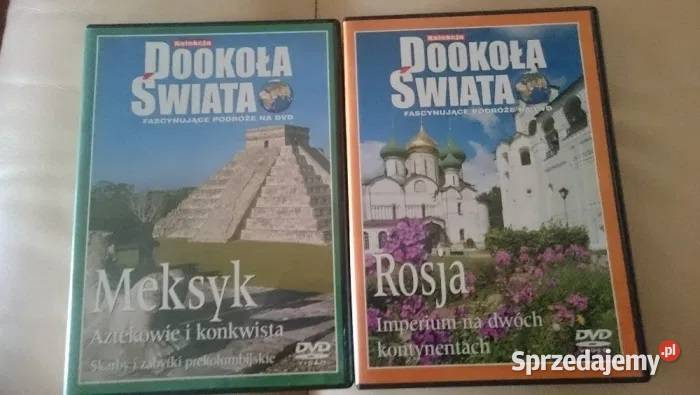 Kolekcja
DOOKOŁA
ŚWIATA
FASCYNUJĄCE PODRÓŻE NA DVD
Meksyk
Aztekowie i konkwista
Skarby i zabytki prekolumbijskie
DVD
VIDEO
Kolekcja
DOOKOŁA
ŚWIATA
FASCYNUJĄCE PODRÓŻE NA DVD
Rosja
Imperium na dwóch
kontynentach
DVD
Sprzedajemy.pl